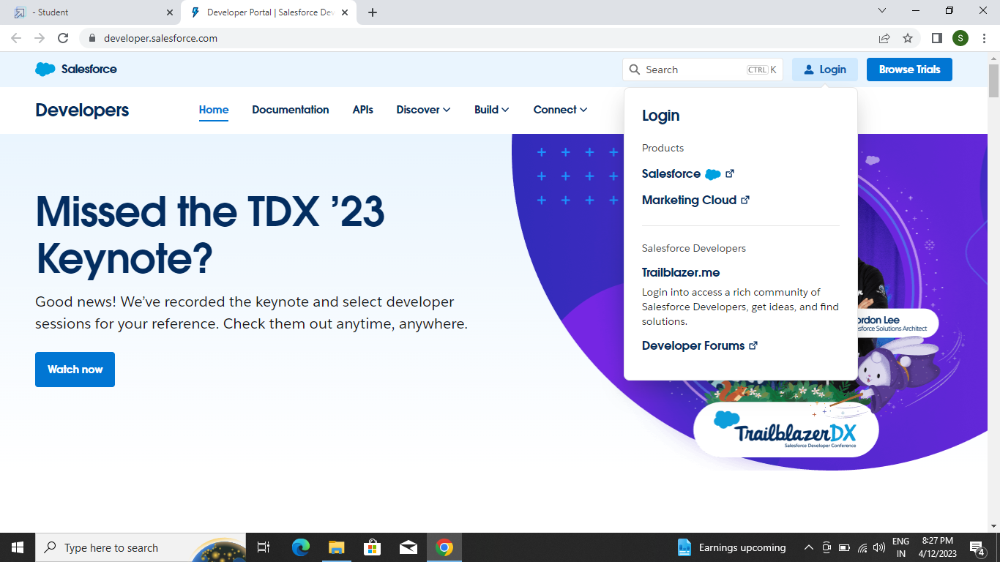 - Student
Developer Portal | Salesforce Dev
developer.salesforce.com
S
Salesforce
Search
CTRL K
Login
Browse Trials
Developers
Home
Documentation
APIs
Discover
Build
Connect
Login
Products
Salesforce
Marketing Cloud
Salesforce Developers
Trailblazer.me
Login into access a rich community of
Salesforce Developers, get ideas, and find
solutions.
Developer Forums
Missed the TDX ’23
Keynote?
Good news! We’ve recorded the keynote and select developer
sessions for your reference. Check them out anytime, anywhere.
Watch now
ordon Lee
sforce Solutions Architect
TrailblazerDX
Salesforce Developer Conference
Type here to search
Earnings upcoming
ENG
IN
8:27 PM
4/12/2023
4